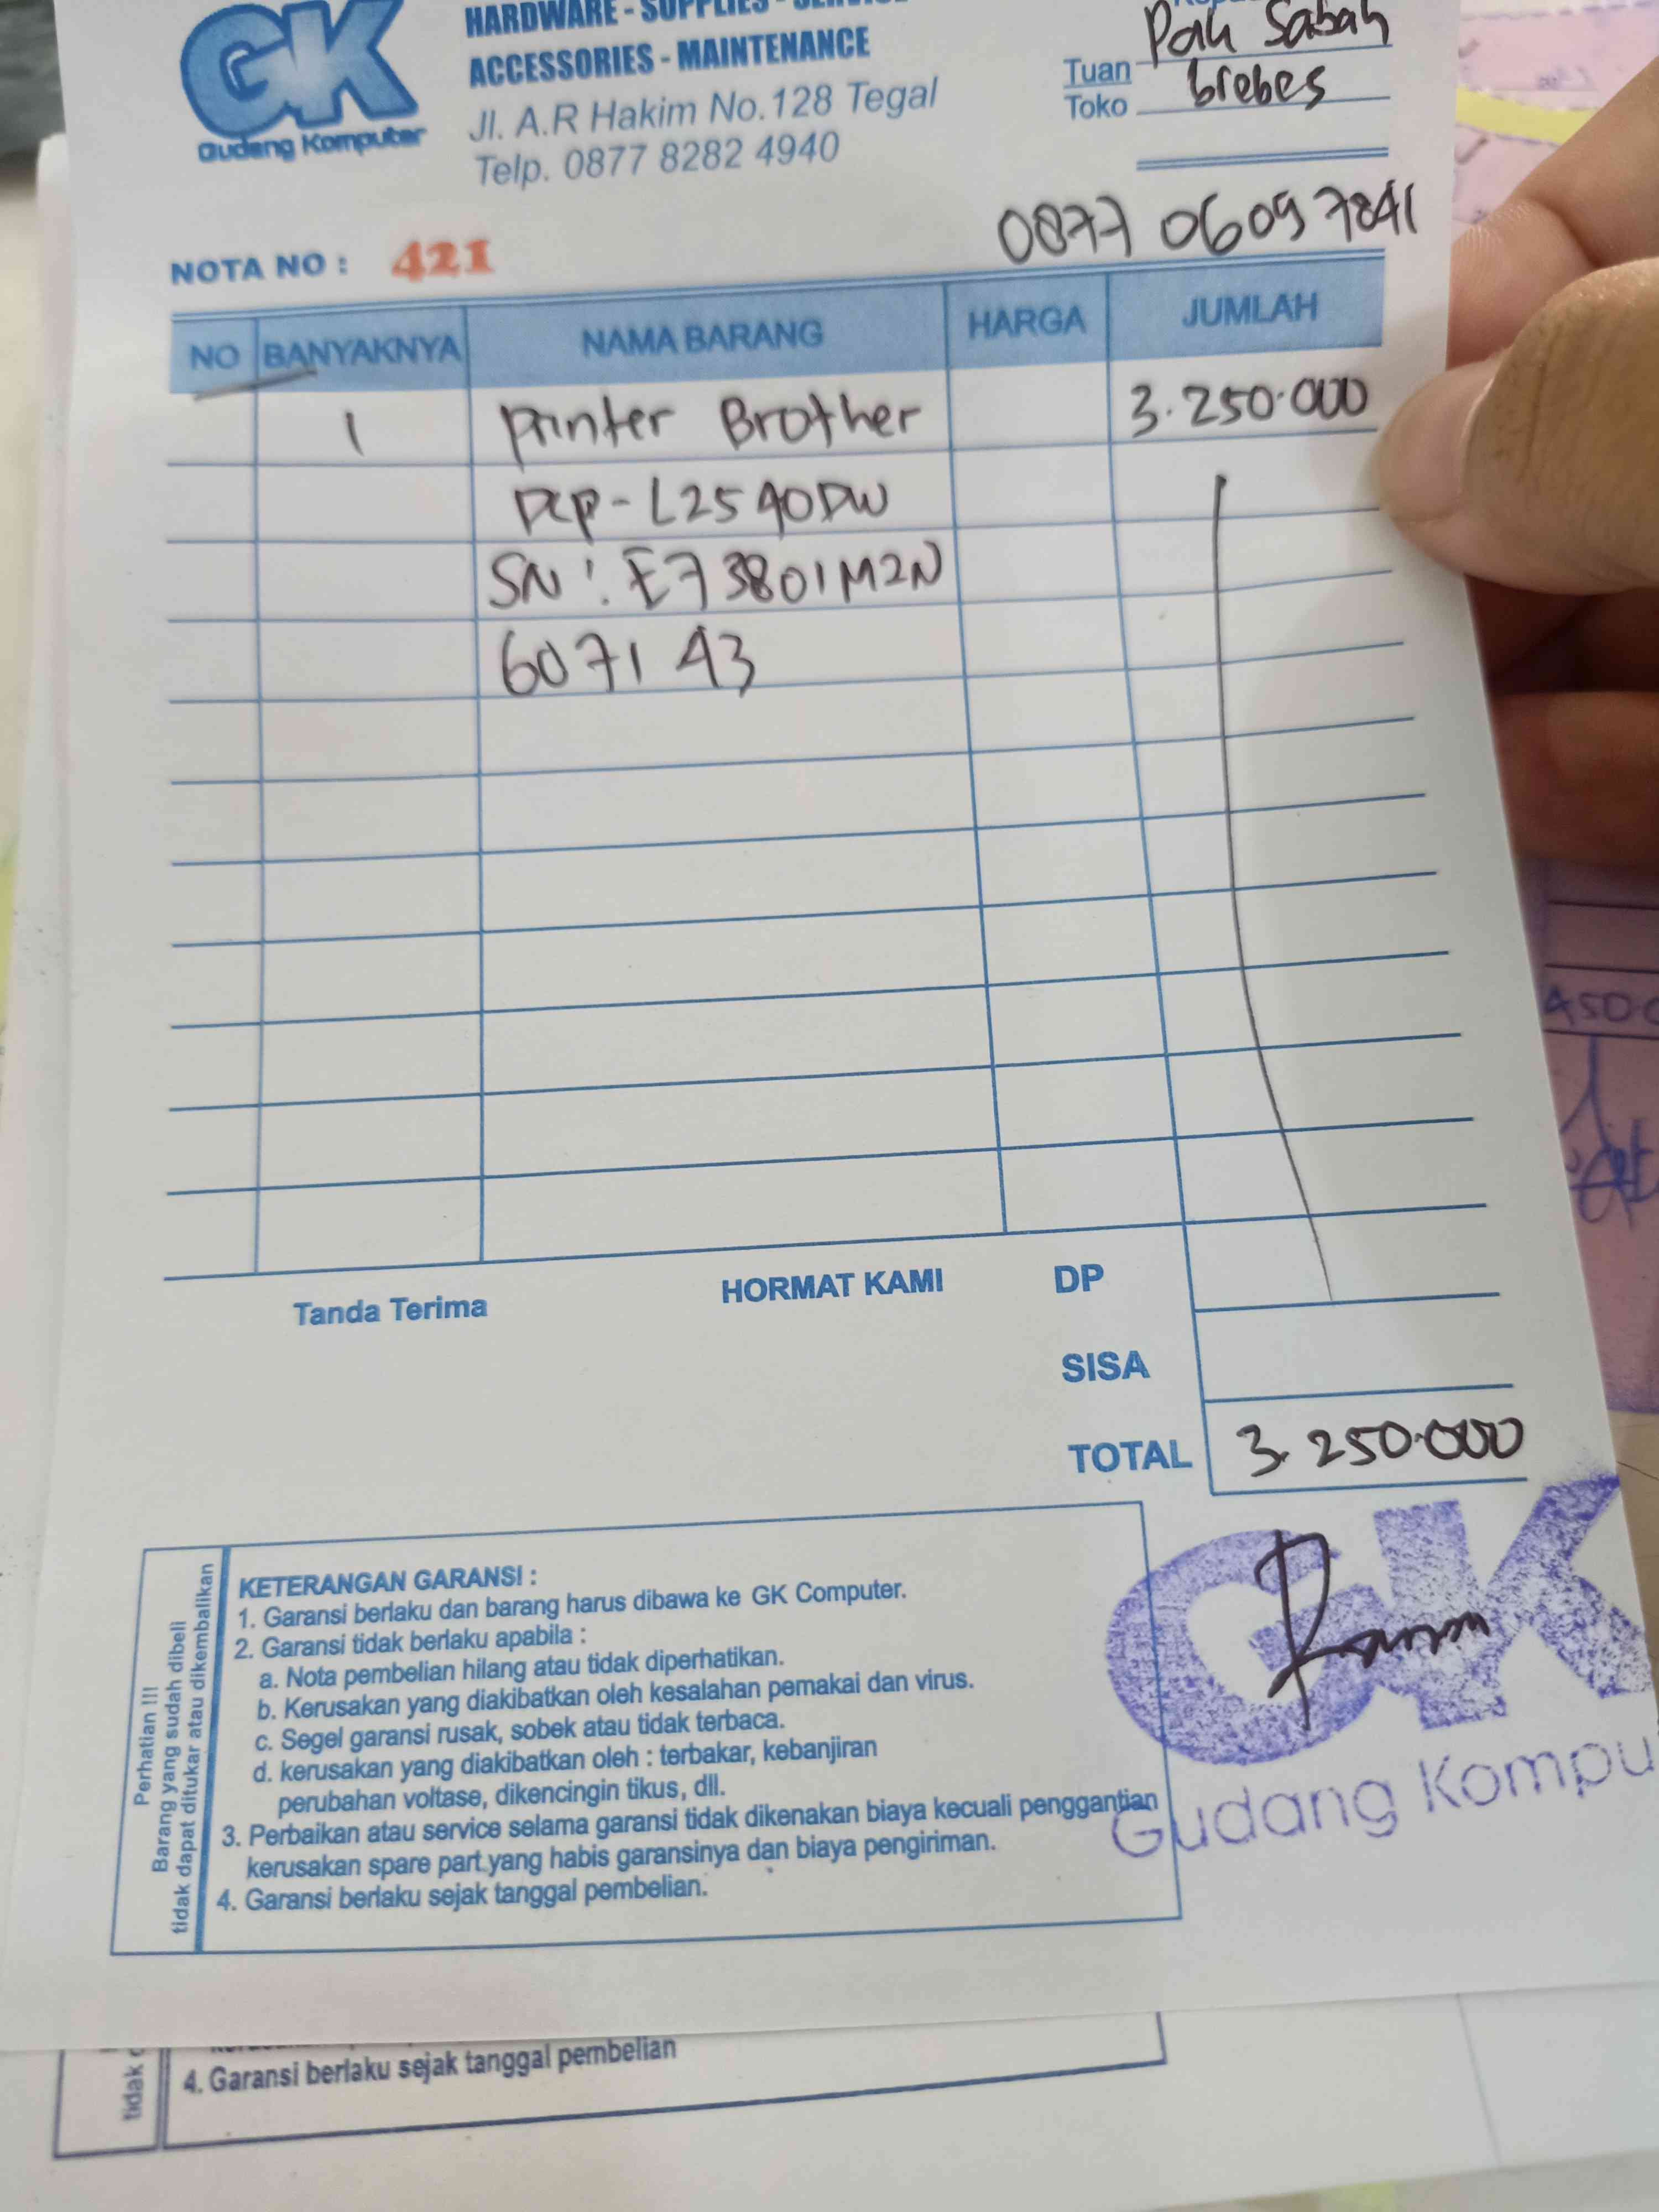 GK
Gudang Komputer
HARDWARE - SUPPLIES - SERVICE
ACCESSORIES - MAINTENANCE
Jl. A.R Hakim No.128 Tegal
Telp. 0877 8282 4940
Pak Sabah
Tuan
Toko brebes
0877 0609 7841
NOTA NO : 421
NO BANYAKNYA NAMA BARANG HARGA JUMLAH
1 Printer Brother 3.250.000
DCP-L2540DW
SN : E73801M2N
607143
Tanda Terima HORMAT KAMI DP
SISA
TOTAL 3.250.000
Perhatian !!!
Barang yang sudah dibeli
tidak dapat ditukar atau dikembalikan
KETERANGAN GARANSI :
1. Garansi berlaku dan barang harus dibawa ke GK Computer.
2. Garansi tidak berlaku apabila :
a. Nota pembelian hilang atau tidak diperhatikan.
b. Kerusakan yang diakibatkan oleh kesalahan pemakai dan virus.
c. Segel garansi rusak, sobek atau tidak terbaca.
d. kerusakan yang diakibatkan oleh : terbakar, kebanjiran
perubahan voltase, dikencingin tikus, dll.
3. Perbaikan atau service selama garansi tidak dikenakan biaya kecuali penggantian
kerusakan spare part yang habis garansinya dan biaya pengiriman.
4. Garansi berlaku sejak tanggal pembelian.
GK
Gudang Kompu
tidak
4. Garansi berlaku sejak tanggal pembelian
450.0